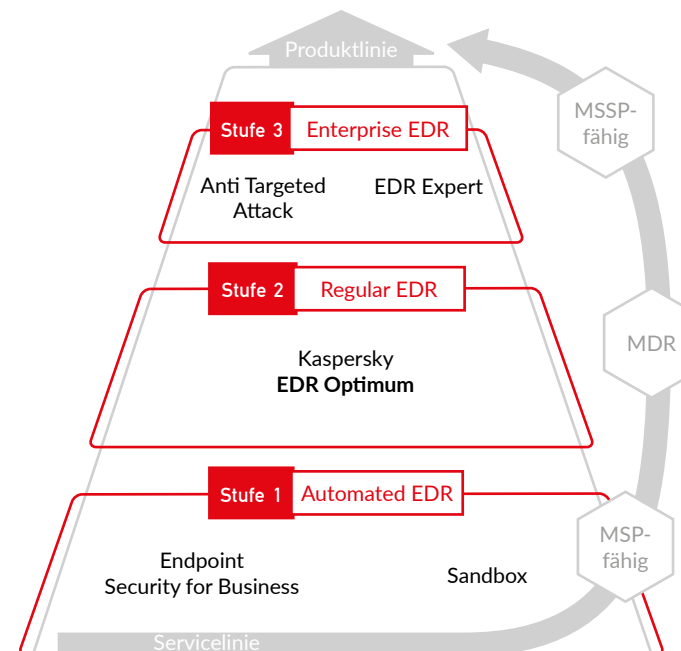 Produktlinie
MSSP-
fähig
Stufe 3 Enterprise EDR
Anti Targeted
Attack
EDR Expert
Stufe 2 Regular EDR
MDR
Kaspersky
EDR Optimum
Stufe 1 Automated EDR
MSP-
fähig
Endpoint
Security for Business
Sandbox
Servicelinie